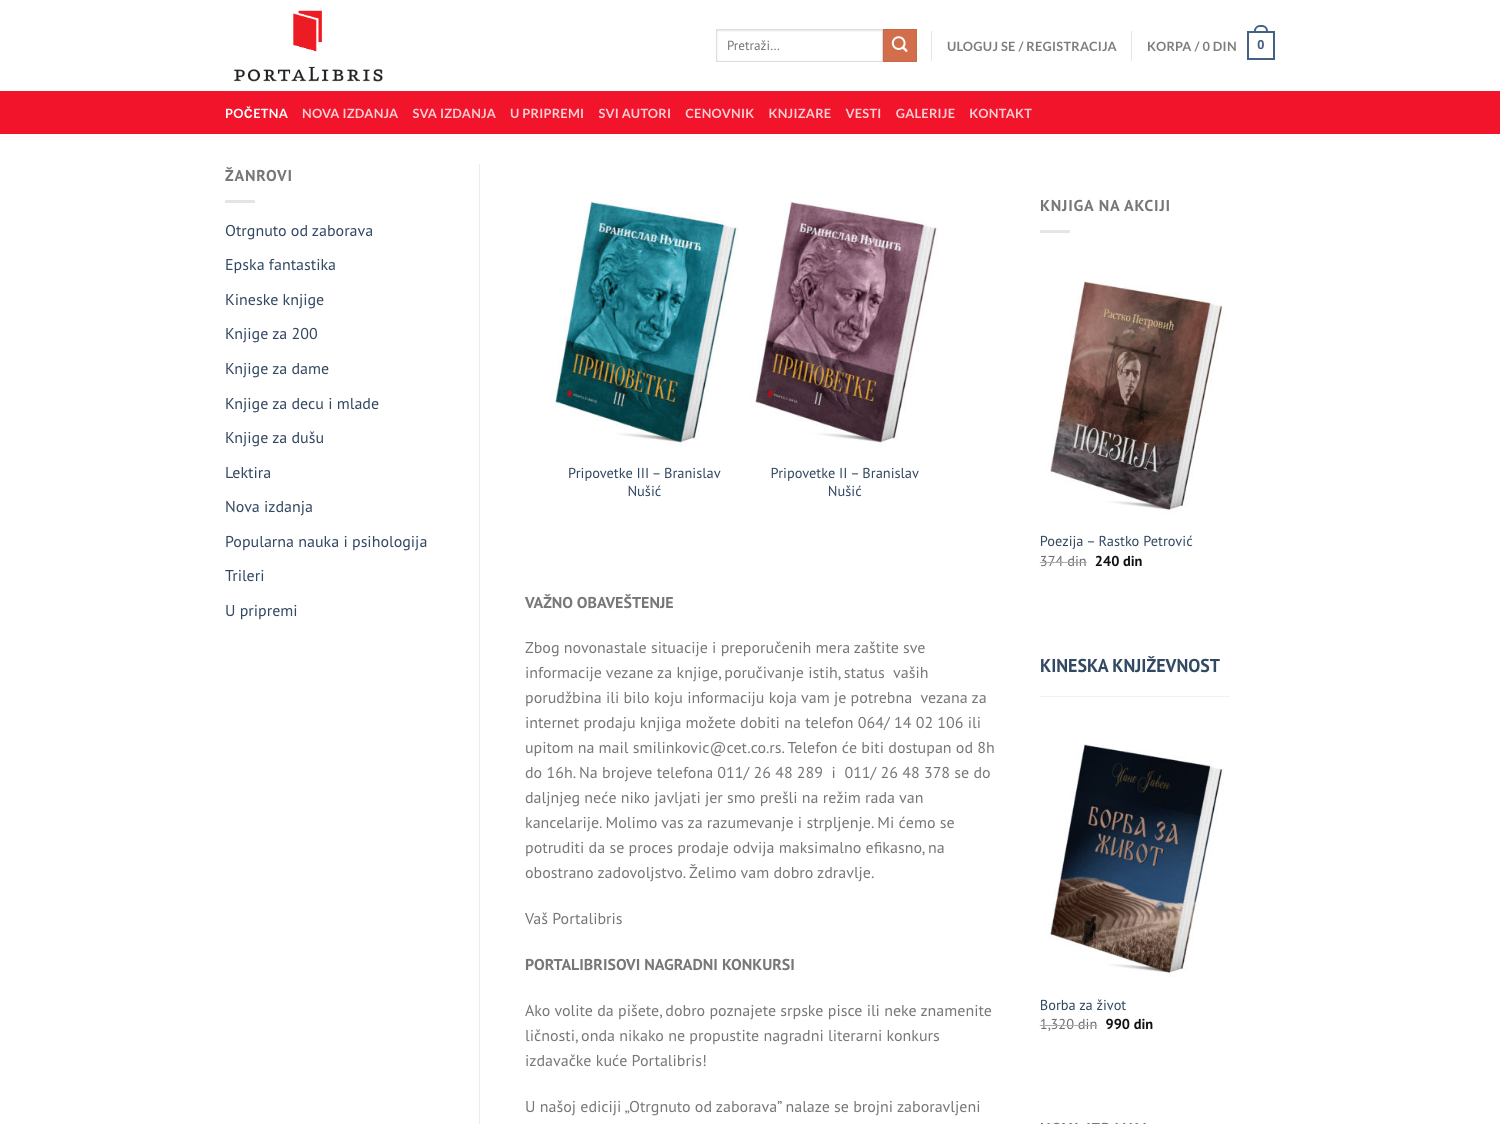 PORTALIBRIS
Pretraži...
ULOGUJ SE / REGISTRACIJA
KORPA / 0 DIN
0
POČETNA NOVA IZDANJA SVA IZDANJA U PRIPREMI SVI AUTORI CENOVNIK KNJIZARE VESTI GALERIJE KONTAKT
ŽANROVI
Otrgnuto od zaborava
Epska fantastika
Kineske knjige
Knjige za 200
Knjige za dame
Knjige za decu i mlade
Knjige za dušu
Lektira
Nova izdanja
Popularna nauka i psihologija
Trileri
U pripremi
Бранислав Нушић
ПРИПОВЕТКЕ
III
Pripovetke III – Branislav
Nušić
Бранислав Нушић
ПРИПОВЕТКЕ
II
Pripovetke II – Branislav
Nušić
VAŽNO OBAVEŠTENJE
Zbog novonastale situacije i preporučenih mera zaštite sve
informacije vezane za knjige, poručivanje istih, status  vaših
porudžbina ili bilo koju informaciju koja vam je potrebna  vezana za
internet prodaju knjiga možete dobiti na telefon 064/ 14 02 106 ili
upitom na mail smilinkovic@cet.co.rs. Telefon će biti dostupan od 8h
do 16h. Na brojeve telefona 011/ 26 48 289  i  011/ 26 48 378 se do
daljnjeg neće niko javljati jer smo prešli na režim rada van
kancelarije. Molimo vas za razumevanje i strpljenje. Mi ćemo se
potruditi da se proces prodaje odvija maksimalno efikasno, na
obostrano zadovoljstvo. Želimo vam dobro zdravlje.
Vaš Portalibris
PORTALIBRISOVI NAGRADNI KONKURSI
Ako volite da pišete, dobro poznajete srpske pisce ili neke znamenite
ličnosti, onda nikako ne propustite nagradni literarni konkurs
izdavačke kuće Portalibris!
U našoj ediciji „Otrgnuto od zaborava” nalaze se brojni zaboravljeni
KNJIGA NA AKCIJI
Растко Петровић
ПОЕЗИЈА
Poezija – Rastko Petrović
374 din 240 din
KINESKA KNJIŽEVNOST
БОРБА ЗА
ЖИВОТ
Borba za život
1,320 din 990 din